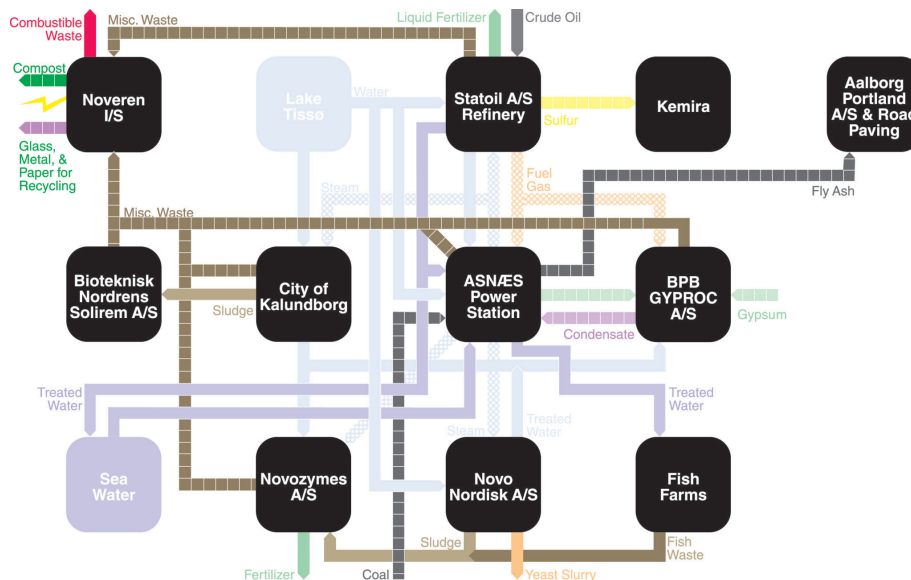 Combustible
Waste
Misc. Waste
Liquid Fertilizer
Crude Oil
Compost
Noveren
I/S
Lake
Tissø
Water
Statoil A/S
Refinery
Sulfur
Kemira
Aalborg
Portland
A/S & Road
Paving
Glass,
Metal, &
Paper for
Recycling
Steam
Fuel
Gas
Fly Ash
Misc. Waste
Bioteknisk
Nordrens
Solirem A/S
Sludge
City of
Kalundborg
ASNÆS
Power
Station
Condensate
BPB
GYPROC
A/S
Gypsum
Treated
Water
Steam
Treated
Water
Treated
Water
Sea
Water
Novozymes
A/S
Novo
Nordisk A/S
Fish
Farms
Sludge
Fish
Waste
Fertilizer
Coal
Yeast Slurry